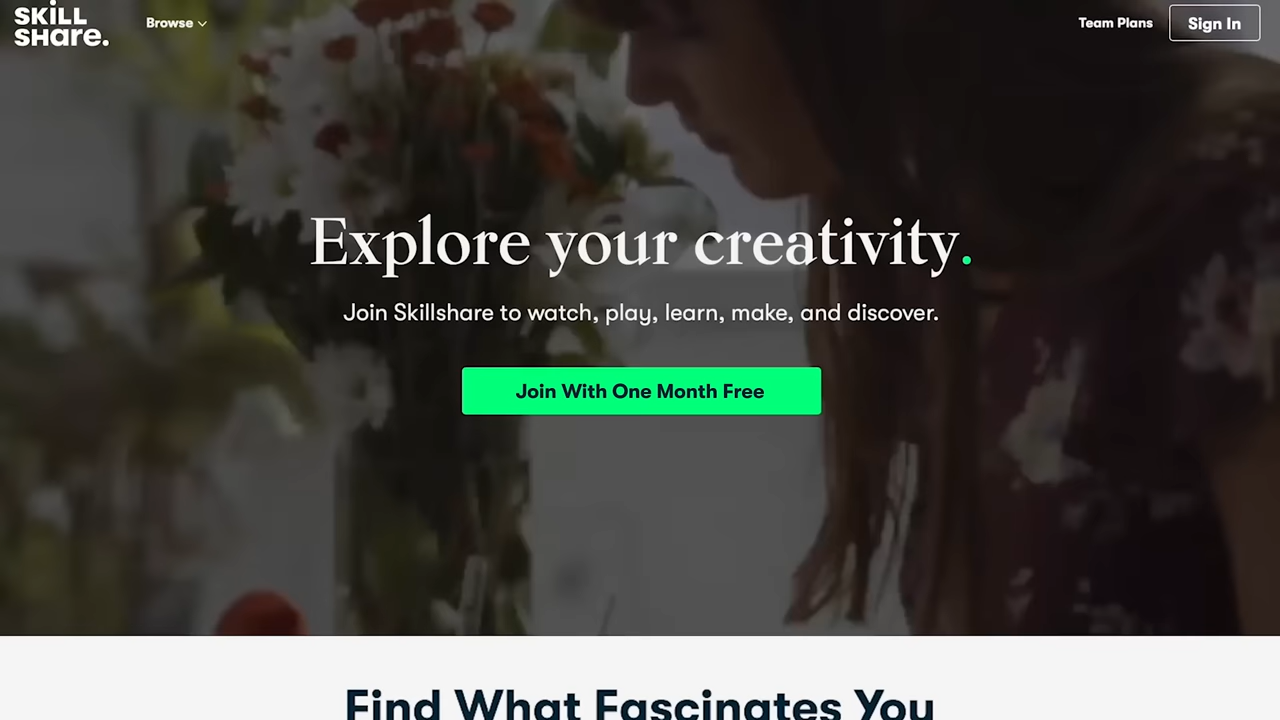 SKiLL
SHare.
Browse
Team Plans
Sign In
Explore your creativity.
Join Skillshare to watch, play, learn, make, and discover.
Join With One Month Free
Find What Fascinates You